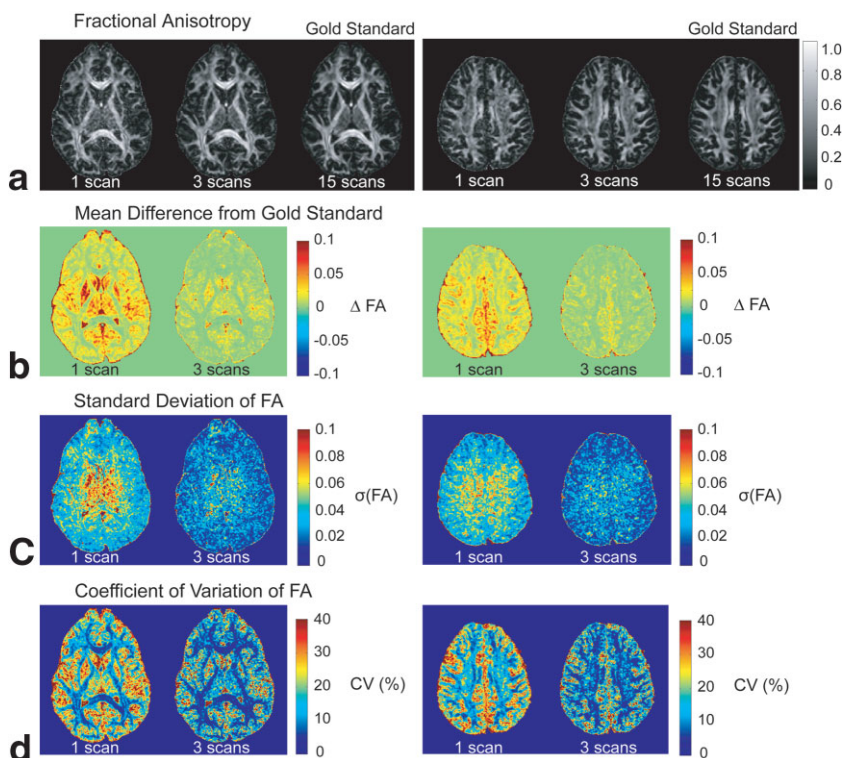 Fractional Anisotropy
Gold Standard
Gold Standard
1 scan 3 scans 15 scans
1 scan 3 scans 15 scans
1.0
0.8
0.6
0.4
0.2
0
a
Mean Difference from Gold Standard
1 scan 3 scans
0.1
0.05
0
-0.05
-0.1
Δ FA
1 scan 3 scans
0.1
0.05
0
-0.05
-0.1
Δ FA
b
Standard Deviation of FA
1 scan 3 scans
0.1
0.08
0.06
0.04
0.02
0
σ(FA)
1 scan 3 scans
0.1
0.08
0.06
0.04
0.02
0
σ(FA)
c
Coefficient of Variation of FA
1 scan 3 scans
40
30
20
10
0
CV (%)
1 scan 3 scans
40
30
20
10
0
CV (%)
d